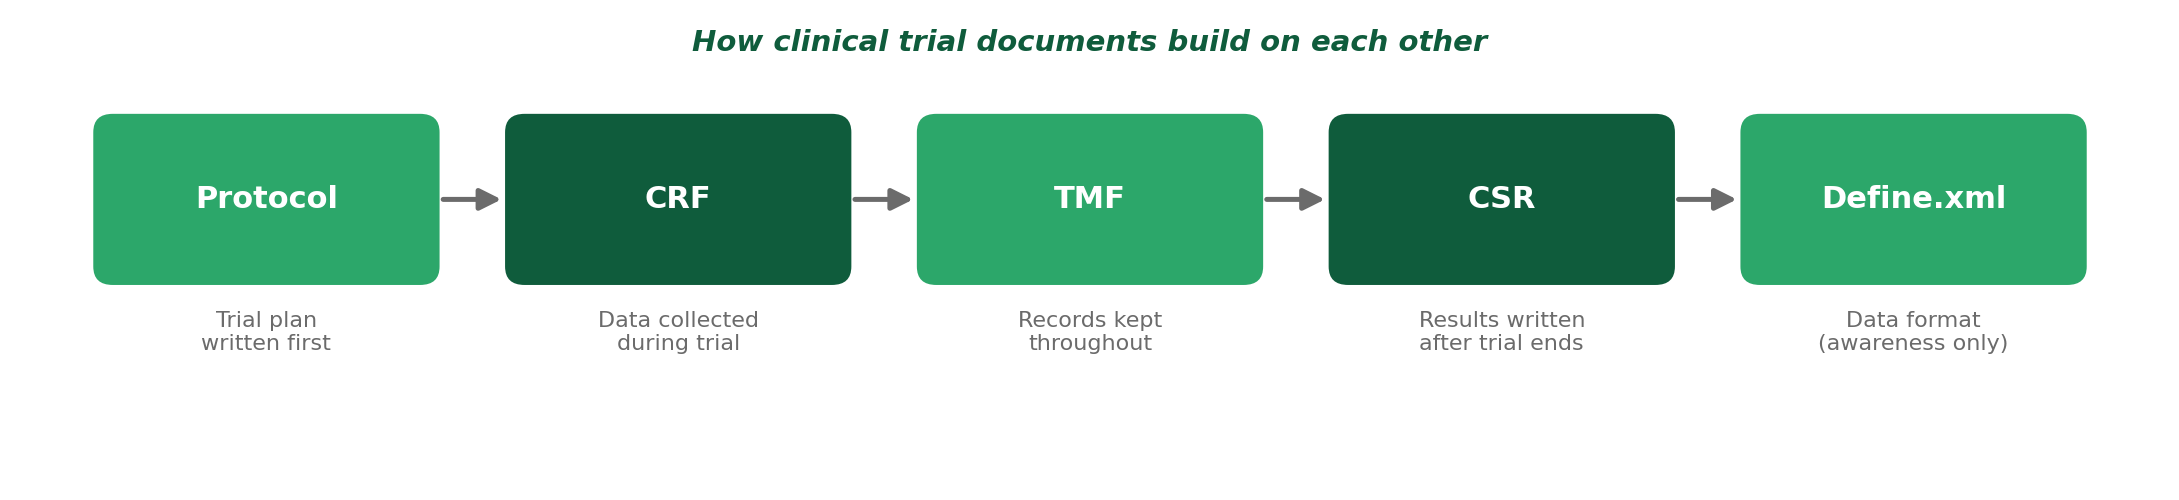 How clinical trial documents build on each other
Protocol
CRF
TMF
CSR
Define.xml
Trial plan
written first
Data collected
during trial
Records kept
throughout
Results written
after trial ends
Data format
(awareness only)